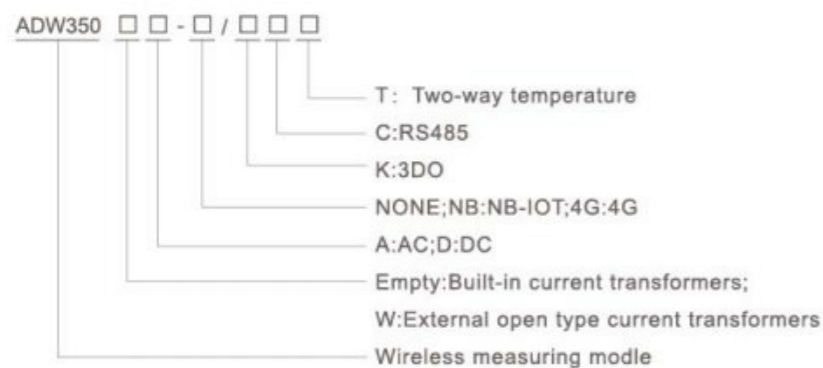 ADW350 □ □ - □ / □ □ □
T: Two-way temperature
C:RS485
K:3DO
NONE;NB:NB-IOT;4G:4G
A:AC;D:DC
Empty:Built-in current transformers;
W:External open type current transformers
Wireless measuring modle